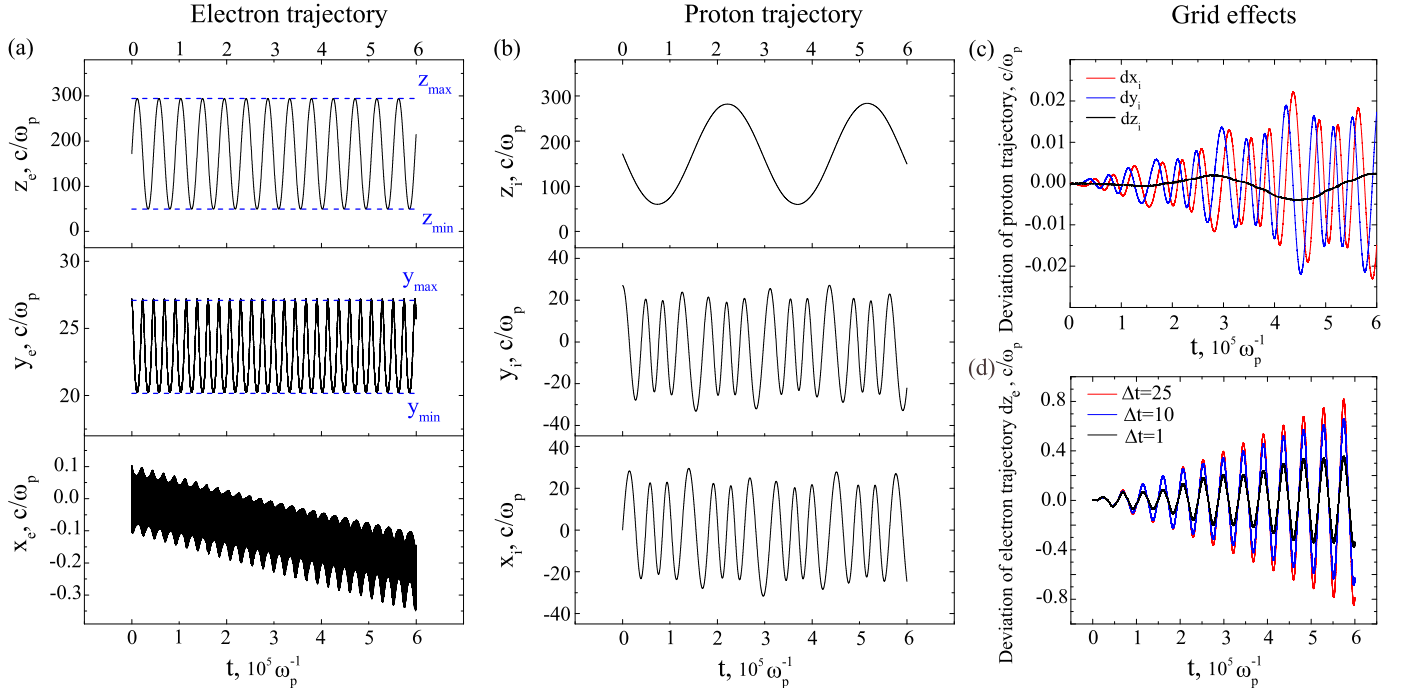 Electron trajectory
Proton trajectory
Grid effects
(a)
0 1 2 3 4 5 6
z_max
300
200
100
0
z_e, c/ω_p
z_min
30
25
20
y_e, c/ω_p
y_max
y_min
0.1
0.0
-0.1
-0.2
-0.3
x_e, c/ω_p
0 1 2 3 4 5 6
t, 10^5 ω_p^-1
(b)
0 1 2 3 4 5 6
300
200
100
0
z_i, c/ω_p
40
20
0
-20
-40
y_i, c/ω_p
40
20
0
-20
-40
x_i, c/ω_p
0 1 2 3 4 5 6
t, 10^5 ω_p^-1
(c)
dx_i
dy_i
dz_i
0.02
0.01
0.00
-0.01
-0.02
Deviation of proton trajectory, c/ω_p
0 1 2 3 4 5 6
t, 10^5 ω_p^-1
(d)
Δt=25
Δt=10
Δt=1
0.8
0.4
0.0
-0.4
-0.8
Deviation of electron trajectory dz_e, c/ω_p
0 1 2 3 4 5 6
t, 10^5 ω_p^-1